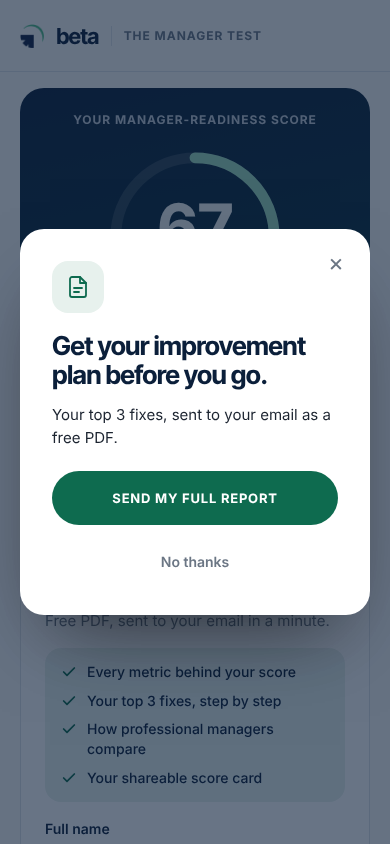 beta
THE MANAGER TEST
YOUR MANAGER-READINESS SCORE
67
Get your improvement
plan before you go.
Your top 3 fixes, sent to your email as a
free PDF.
SEND MY FULL REPORT
No thanks
Free PDF, sent to your email in a minute.
Every metric behind your score
Your top 3 fixes, step by step
How professional managers
compare
Your shareable score card
Full name